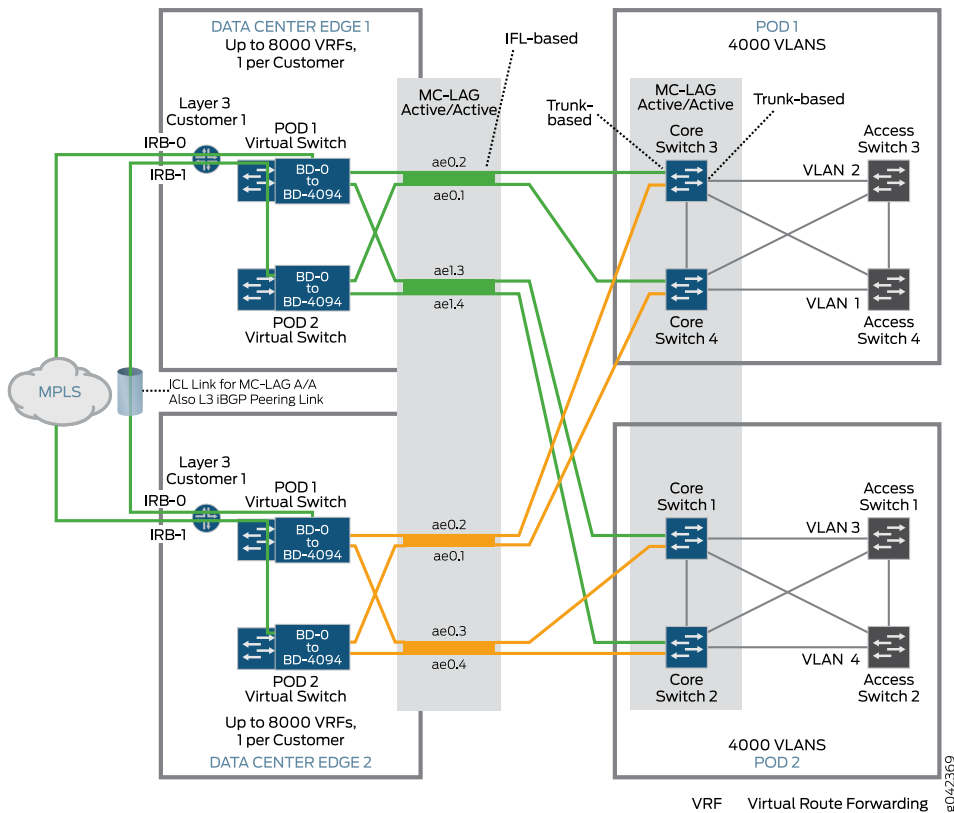 DATA CENTER EDGE 1
Up to 8000 VRFs,
1 per Customer
Layer 3
Customer 1
IRB-0
IRB-1
POD 1
Virtual Switch
BD-0
to
BD-4094
BD-0
to
BD-4094
POD 2
Virtual Switch
MPLS
ICL Link for MC-LAG A/A
Also L3 iBGP Peering Link
Layer 3
Customer 1
IRB-0
IRB-1
POD 1
Virtual Switch
BD-0
to
BD-4094
BD-0
to
BD-4094
POD 2
Virtual Switch
Up to 8000 VRFs,
1 per Customer
DATA CENTER EDGE 2
IFL-based
MC-LAG
Active/Active
ae0.2
ae0.1
ae1.3
ae1.4
ae0.2
ae0.1
ae0.3
ae0.4
POD 1
4000 VLANS
MC-LAG
Active/Active
Trunk-
based
Trunk-based
Core
Switch 3
Access
Switch 3
VLAN 2
VLAN 1
Core
Switch 4
Access
Switch 4
Core
Switch 1
Access
Switch 1
VLAN 3
VLAN 4
Core
Switch 2
Access
Switch 2
4000 VLANS
POD 2
VRF Virtual Route Forwarding
g042369